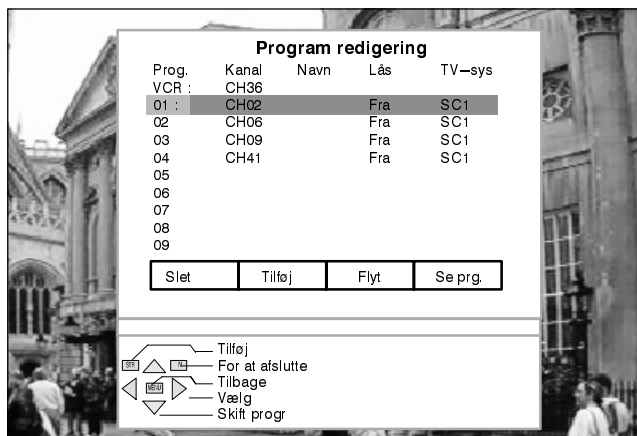 Program redigering
Prog. Kanal Navn Lås TV–sys
VCR : CH36
01 : CH02 Fra SC1
02 CH06 Fra SC1
03 CH09 Fra SC1
04 CH41 Fra SC1
05
06
07
08
09
Slet Tilføj Flyt Se prg.
Tilføj
STR N For at afslutte
MENU Tilbage
Vælg
Skift progr